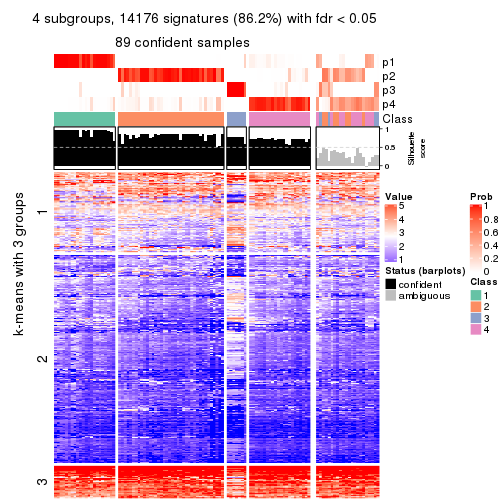 4 subgroups, 14176 signatures (86.2%) with fdr < 0.05
89 confident samples
p1
p2
p3
p4
Class
1
0.5
0
Silhouette
score
k-means with 3 groups
1
2
3
Value
5
4
3
2
1
Status (barplots)
confident
ambiguous
Prob
1
0.8
0.6
0.4
0.2
0
Class
1
2
3
4